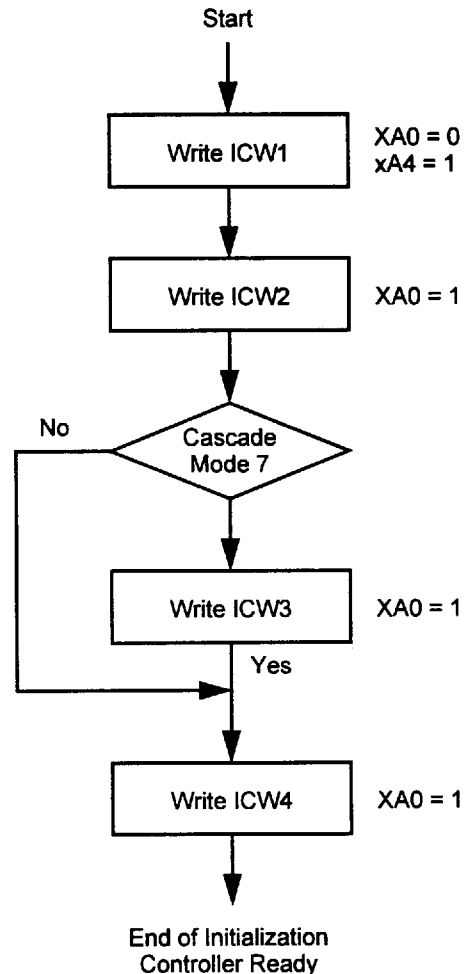 Start
Write ICW1
XA0 = 0
xA4 = 1
Write ICW2
XA0 = 1
No
Cascade
Mode 7
Write ICW3
XA0 = 1
Yes
Write ICW4
XA0 = 1
End of Initialization
Controller Ready